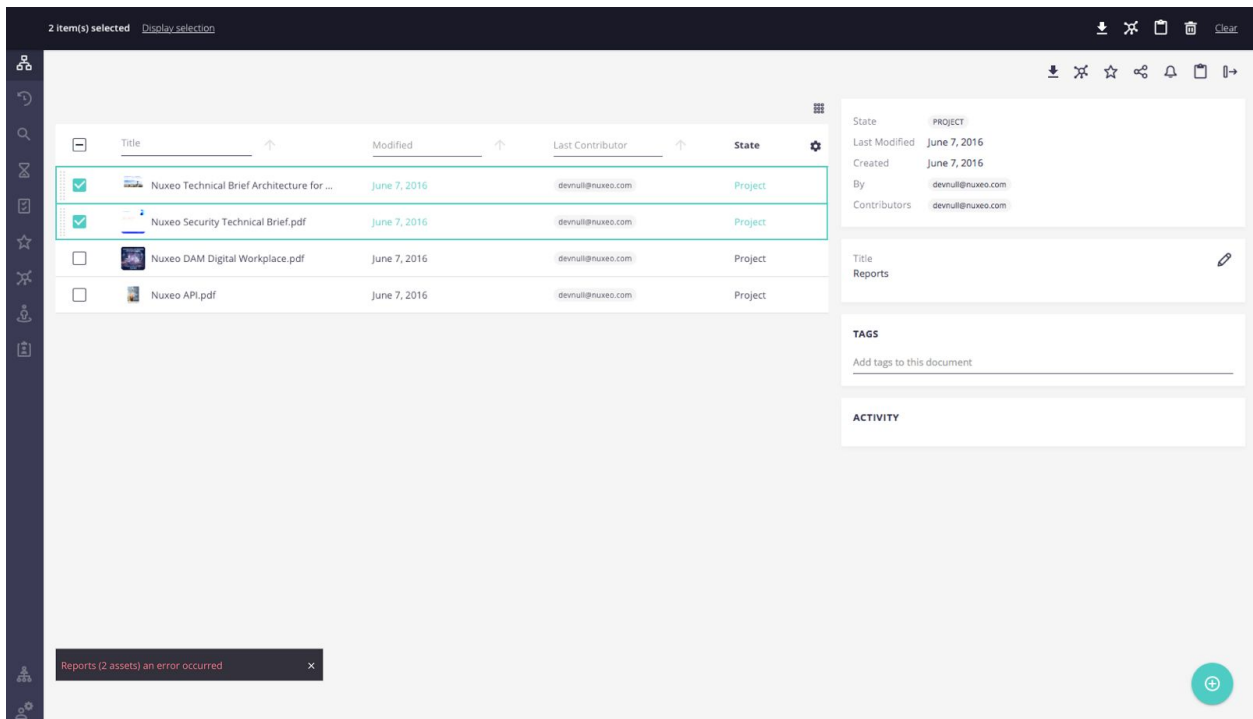 2 item(s) selected Display selection Clear
Title Modified Last Contributor State
Nuxeo Technical Brief Architecture for ... June 7, 2016 devnull@nuxeo.com Project
Nuxeo Security Technical Brief.pdf June 7, 2016 devnull@nuxeo.com Project
Nuxeo DAM Digital Workplace.pdf June 7, 2016 devnull@nuxeo.com Project
Nuxeo API.pdf June 7, 2016 devnull@nuxeo.com Project
State PROJECT
Last Modified June 7, 2016
Created June 7, 2016
By devnull@nuxeo.com
Contributors devnull@nuxeo.com
Title
Reports
TAGS
Add tags to this document
ACTIVITY
Reports (2 assets) an error occurred